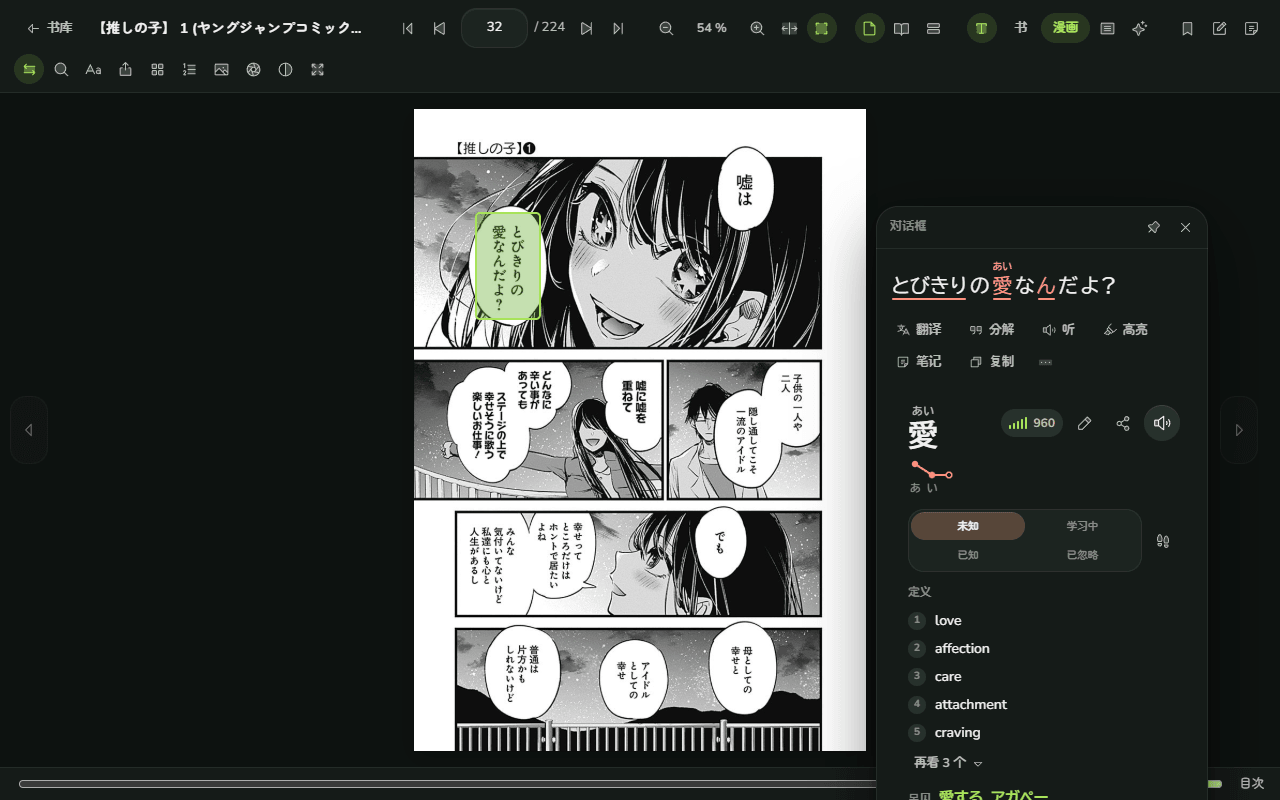 书库
【推しの子】 1 (ヤングジャンプコミック...
32
/ 224
54 %
书
漫画
Aa
【推しの子】❶
嘘は
とびきりの
愛なんだよ?
嘘に嘘を
重ねて
どんなに
辛い事が
あっても
ステージの上で
幸せそうに歌う
楽しいお仕事!
子供の一人や
二人
隠し通してこそ
一流のアイドル
でも
幸せって
ところだけは
ホントで居たい
よね
みんな
気付いてないけど
私達にも心と
人生があるし
母としての
幸せと
アイドル
としての
幸せ
普通は
片方かも
しれないけど
对话框
あい
とびきりの愛なんだよ?
翻译
分解
听
高亮
笔记
复制
あい
愛
960
あい
未知
学习中
已知
已忽略
定义
1 love
2 affection
3 care
4 attachment
5 craving
再看 3 个
愛する アガペー
目次